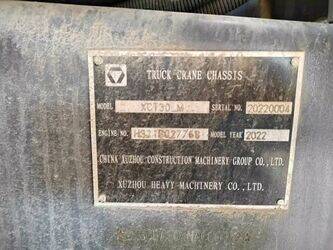 TRUCK CRANE CHASSIS
MODEL XCT30_M SERIAL NO. 20220004
ENGINE NO. MODEL YEAR 2022
CHINA XUZHOU CONSTRUCTION MACHINERY GROUP CO.,LTD.
XUZHOU HEAVY MACHINERY CO.,LTD.